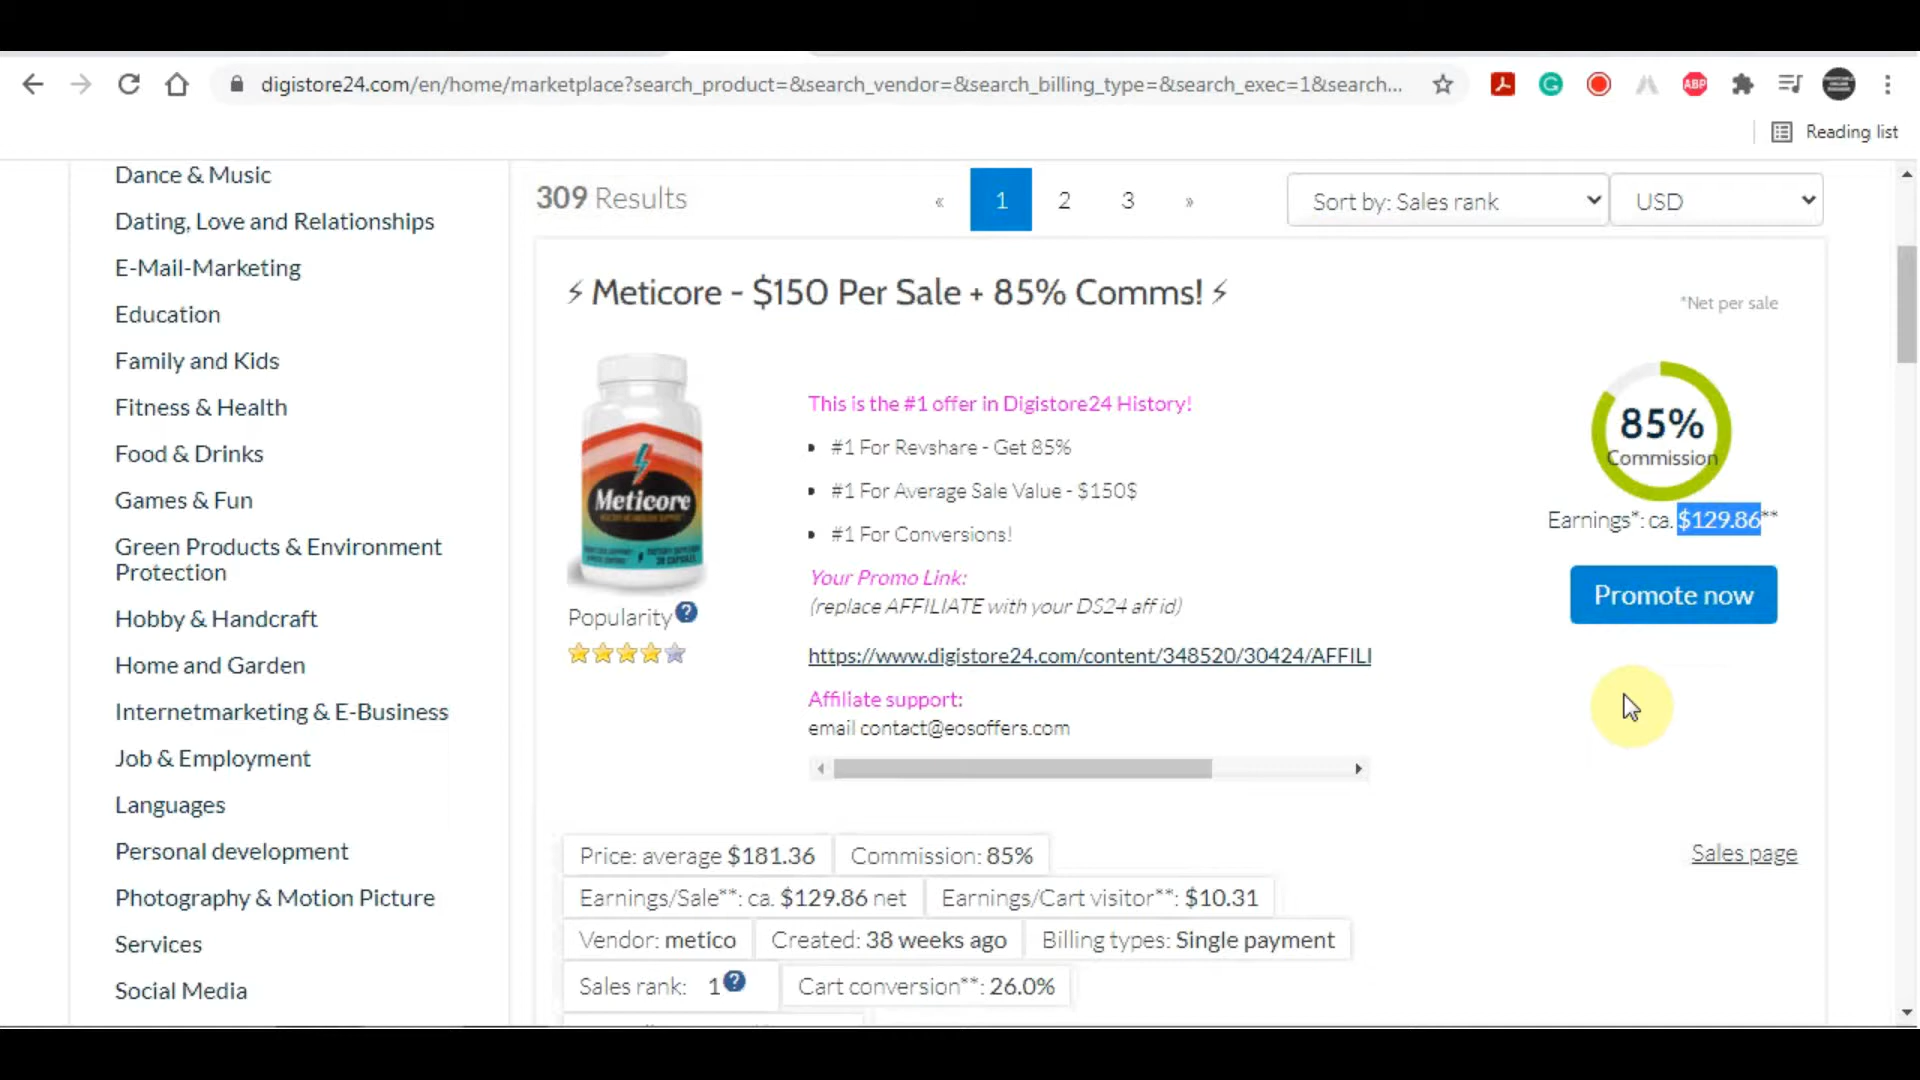 digistore24.com/en/home/marketplace?search_product=&search_vendor=&search_billing_type=&search_exec=1&search...
ABP
Reading list
Dance & Music
Dating, Love and Relationships
E-Mail-Marketing
Education
Family and Kids
Fitness & Health
Food & Drinks
Games & Fun
Green Products & Environment
Protection
Hobby & Handcraft
Home and Garden
Internetmarketing & E-Business
Job & Employment
Languages
Personal development
Photography & Motion Picture
Services
Social Media
309 Results
« 1 2 3 »
Sort by: Sales rank
USD
⚡ Meticore - $150 Per Sale + 85% Comms! ⚡
*Net per sale
Meticore
Popularity ?
This is the #1 offer in Digistore24 History!
• #1 For Revshare - Get 85%
• #1 For Average Sale Value - $150$
• #1 For Conversions!
Your Promo Link:
(replace AFFILIATE with your DS24 aff id)
https://www.digistore24.com/content/348520/30424/AFFILI
Affiliate support:
email contact@eosoffers.com
85%
Commission
Earnings*: ca. $129.86**
Promote now
Sales page
Price: average $181.36
Commission: 85%
Earnings/Sale**: ca. $129.86 net
Earnings/Cart visitor**: $10.31
Vendor: metico
Created: 38 weeks ago
Billing types: Single payment
Sales rank: 1 ?
Cart conversion**: 26.0%